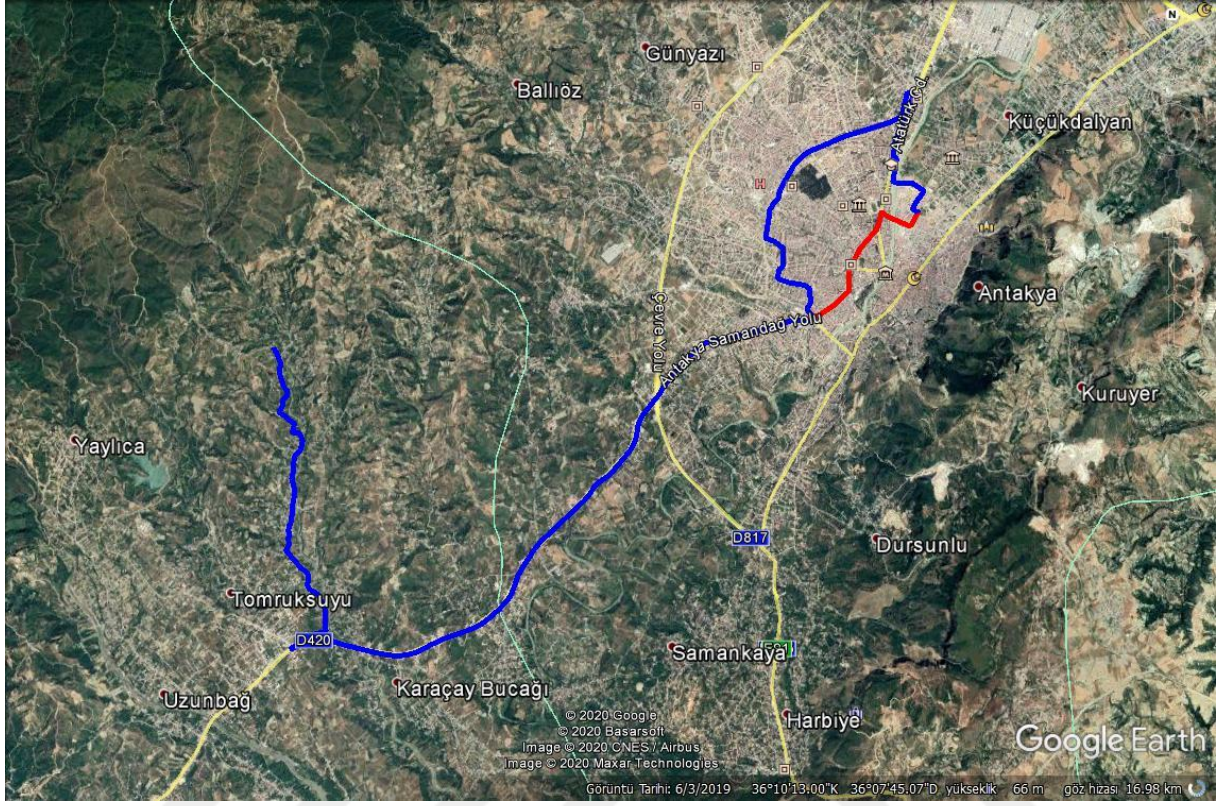 N
Günyazı
Ballıöz
Atatürk Cd.
Küçükdalyan
H
Antakya
Çevre Yolu
Antakya Samandağ Yolu
Kuruyer
Yaylıca
D817
Dursunlu
Tomruksuyu
D420
Samankaya
Karaçay Bucağı
Uzunbağ
Harbiye
© 2020 Google
© 2020 Basarsoft
Image © 2020 CNES / Airbus
Image © 2020 Maxar Technologies
Google Earth
Görüntü Tarihi: 6/3/2019 36°10'13.00"K 36°07'45.07"D yükseklik 66 m göz hizası 16.98 km